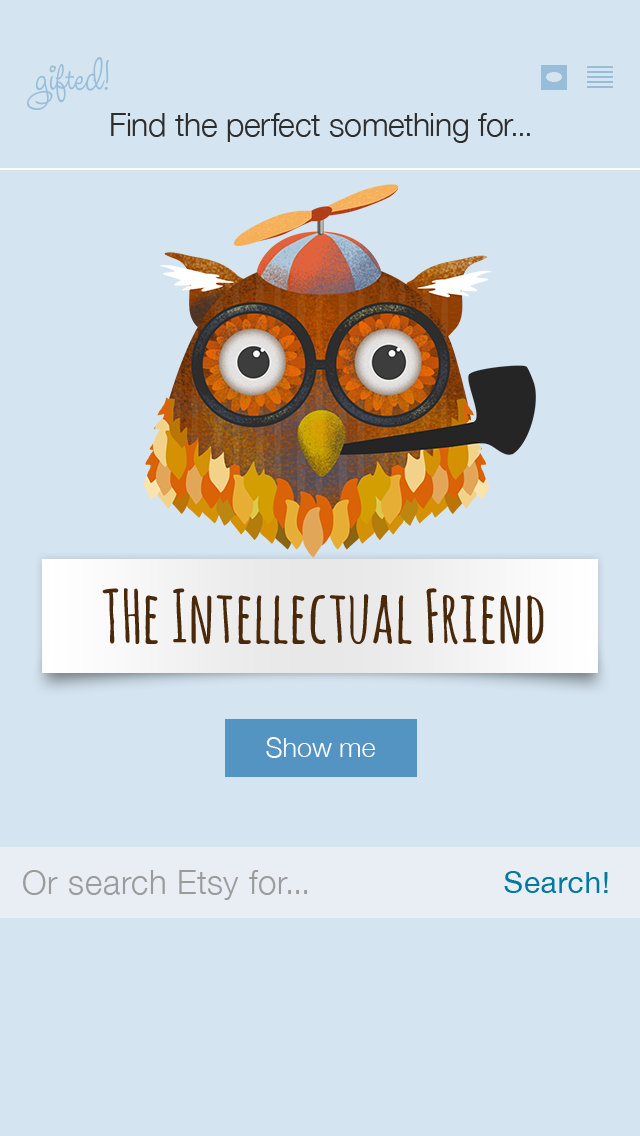 gifted!
Find the perfect something for...
THe Intellectual Friend
Show me
Or search Etsy for... Search!